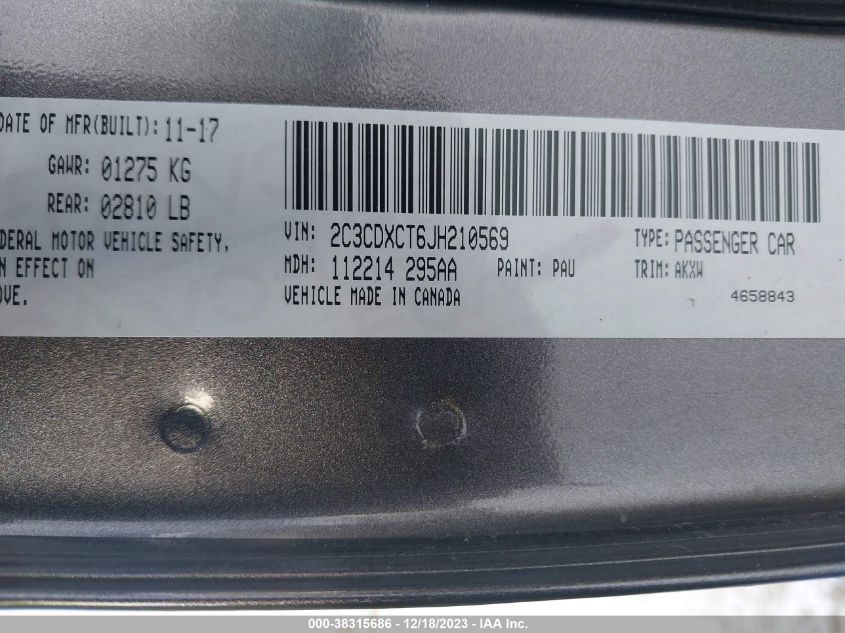 DATE OF MFR(BUILT): 11-17
GAWR: 01275 KG
REAR: 02810 LB
MOTOR VEHICLE SAFETY,
IN EFFECT ON
VIN: 2C3CDXCT6JH210569
TYPE: PASSENGER CAR
MDH: 112214 295AA
PAINT: PAU
TRIM: AKXW
VEHICLE MADE IN CANADA
4658843
000-38315686 - 12/18/2023 - IAA Inc.